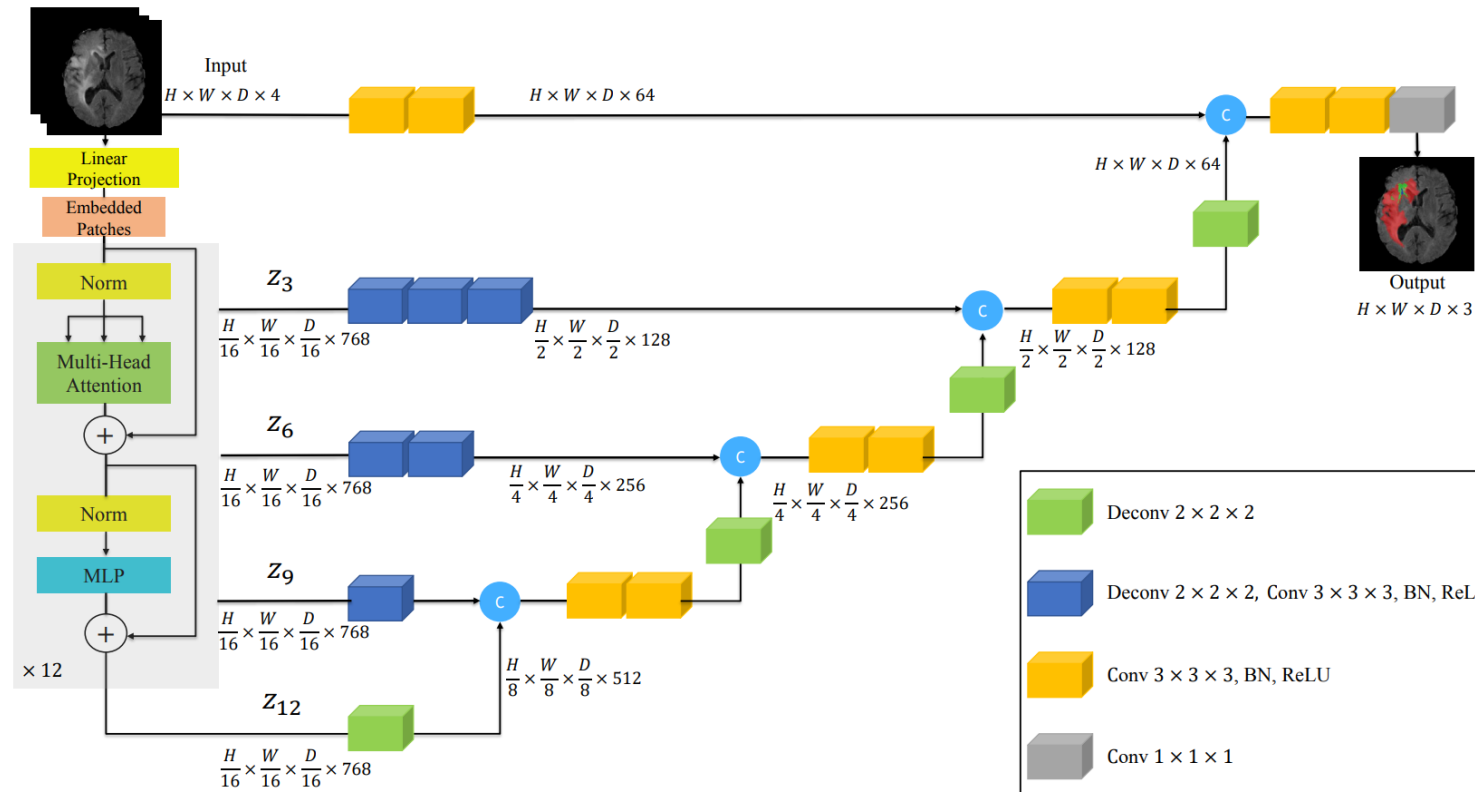 Input
H × W × D × 4
H × W × D × 64
C
H × W × D × 64
Linear
Projection
Embedded
Patches
Norm
Multi-Head
Attention
+
Norm
MLP
+
× 12
z₃
H/16 × W/16 × D/16 × 768
H/2 × W/2 × D/2 × 128
C
H/2 × W/2 × D/2 × 128
Output
H × W × D × 3
z₆
H/16 × W/16 × D/16 × 768
H/4 × W/4 × D/4 × 256
C
H/4 × W/4 × D/4 × 256
z₉
H/16 × W/16 × D/16 × 768
C
H/8 × W/8 × D/8 × 512
z₁₂
H/16 × W/16 × D/16 × 768
Deconv 2 × 2 × 2
Deconv 2 × 2 × 2, Conv 3 × 3 × 3, BN, ReL
Conv 3 × 3 × 3, BN, ReLU
Conv 1 × 1 × 1